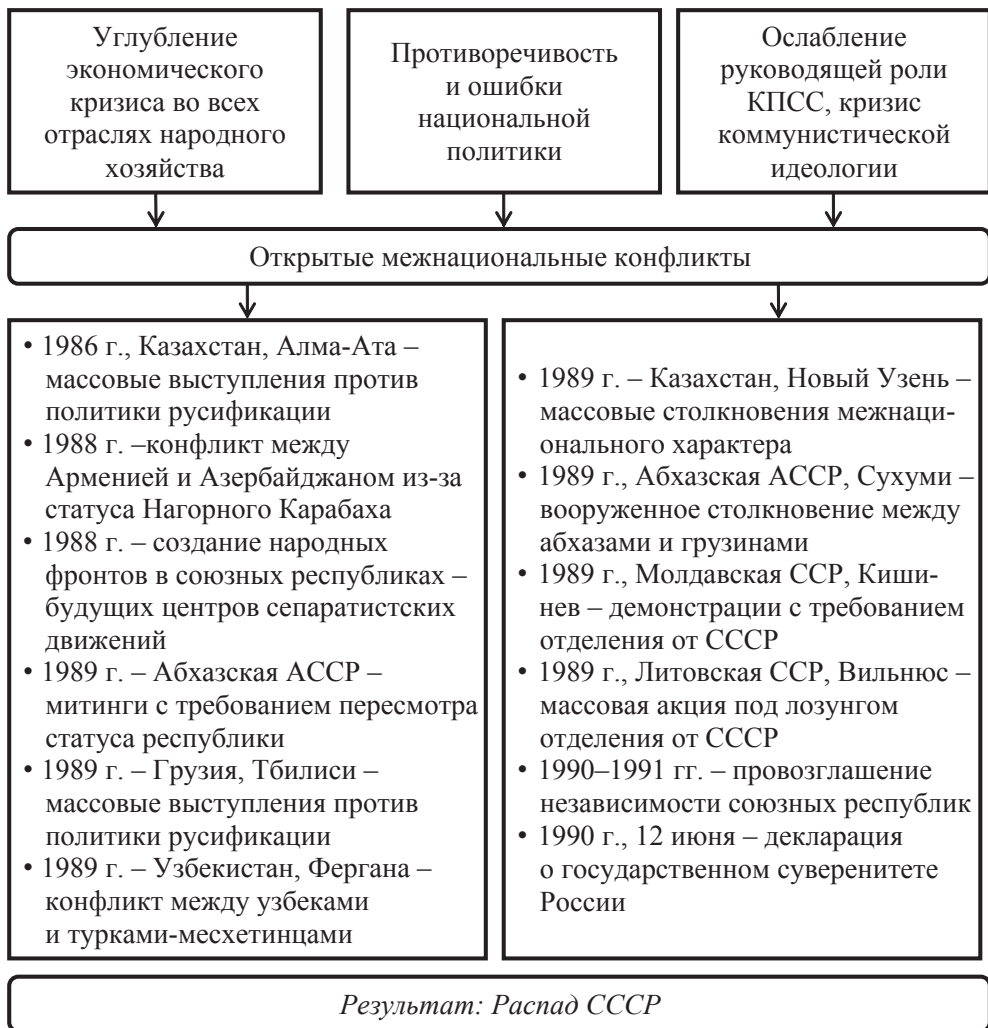 Углубление
экономического
кризиса во всех
отраслях народного
хозяйства
Противоречивость
и ошибки
национальной
политики
Ослабление
руководящей роли
КПСС, кризис
коммунистической
идеологии
Открытые межнациональные конфликты
• 1986 г., Казахстан, Алма-Ата –
массовые выступления против
политики русификации
• 1988 г. –конфликт между
Арменией и Азербайджаном из-за
статуса Нагорного Карабаха
• 1988 г. – создание народных
фронтов в союзных республиках –
будущих центров сепаратистских
движений
• 1989 г. – Абхазская АССР –
митинги с требованием пересмотра
статуса республики
• 1989 г. – Грузия, Тбилиси –
массовые выступления против
политики русификации
• 1989 г. – Узбекистан, Фергана –
конфликт между узбеками
и турками-месхетинцами
• 1989 г. – Казахстан, Новый Узень –
массовые столкновения межнаци-
онального характера
• 1989 г., Абхазская АССР, Сухуми –
вооруженное столкновение между
абхазами и грузинами
• 1989 г., Молдавская ССР, Киши-
нев – демонстрации с требованием
отделения от СССР
• 1989 г., Литовская ССР, Вильнюс –
массовая акция под лозунгом
отделения от СССР
• 1990–1991 гг. – провозглашение
независимости союзных республик
• 1990 г., 12 июня – декларация
о государственном суверенитете
России
Результат: Распад СССР